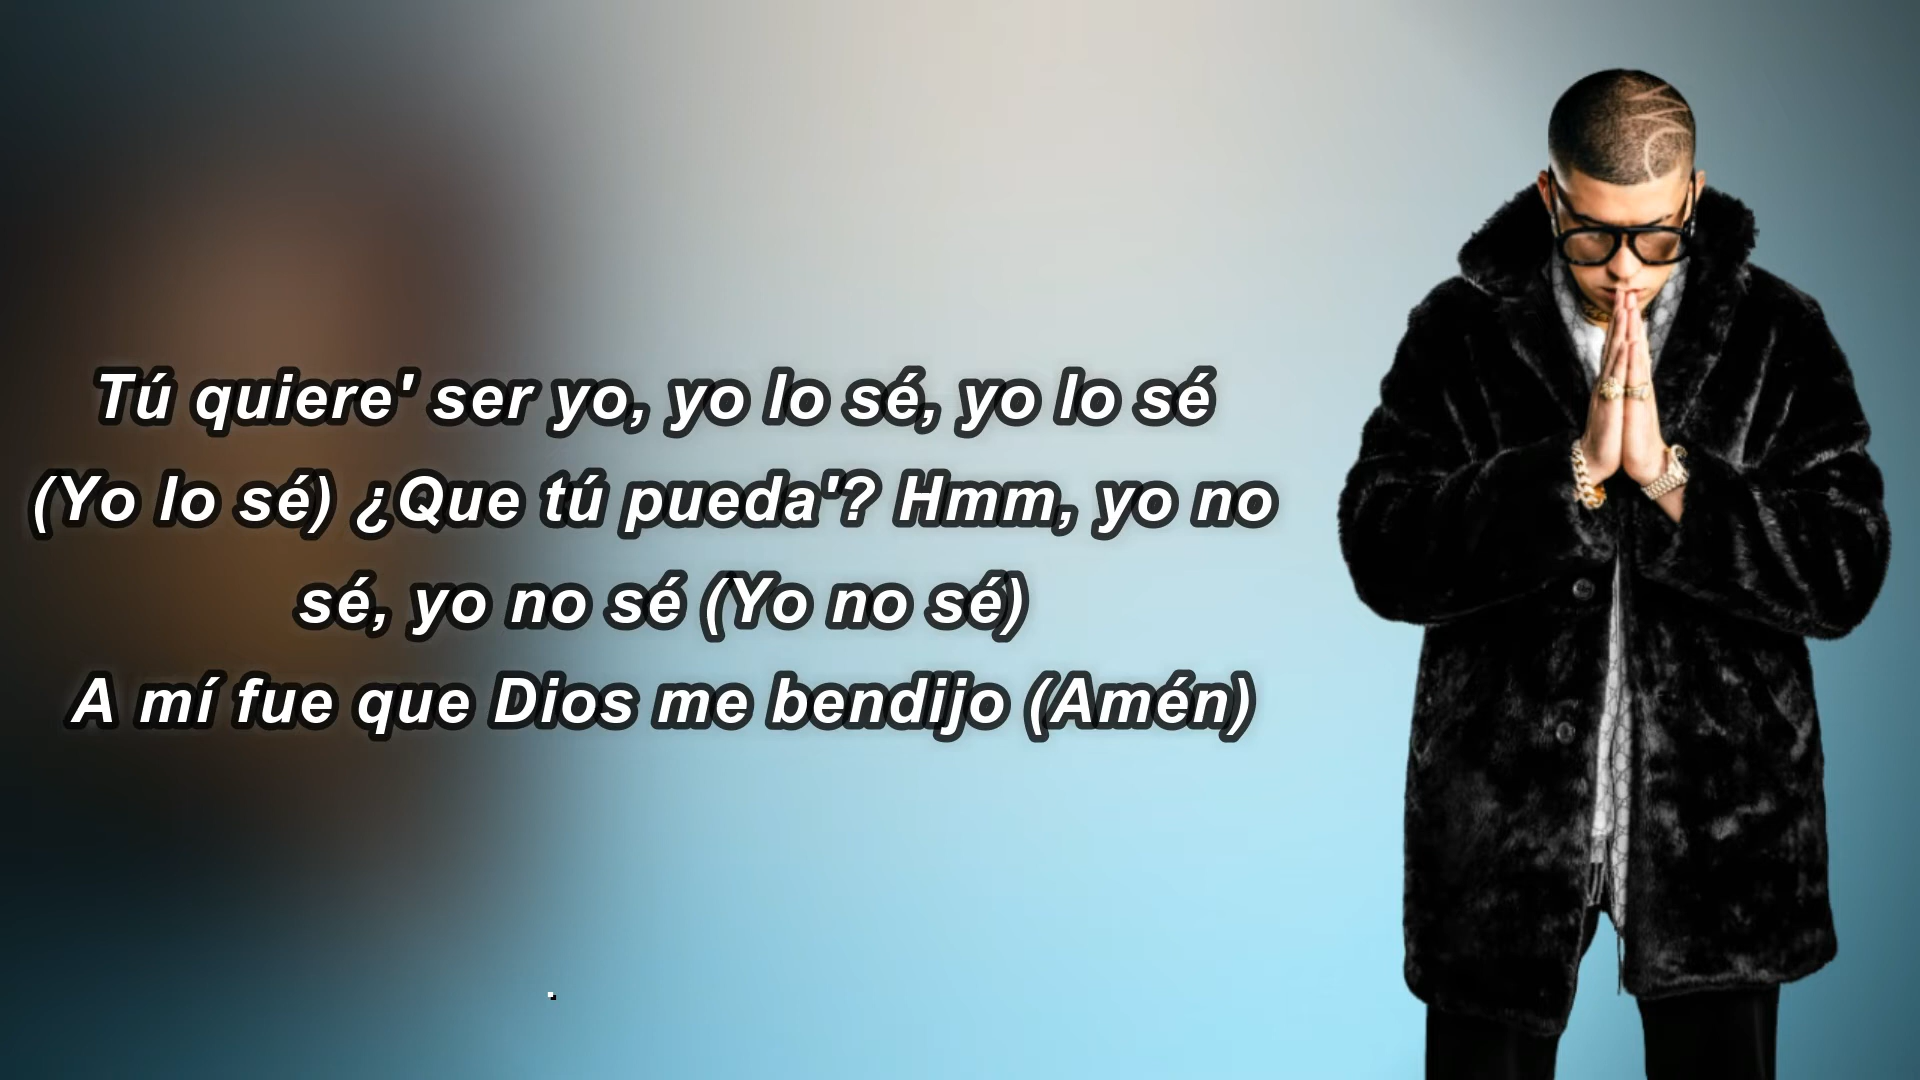 Tú quiere' ser yo, yo lo sé, yo lo sé
(Yo lo sé) ¿Que tú pueda'? Hmm, yo no
sé, yo no sé (Yo no sé)
A mí fue que Dios me bendijo (Amén)